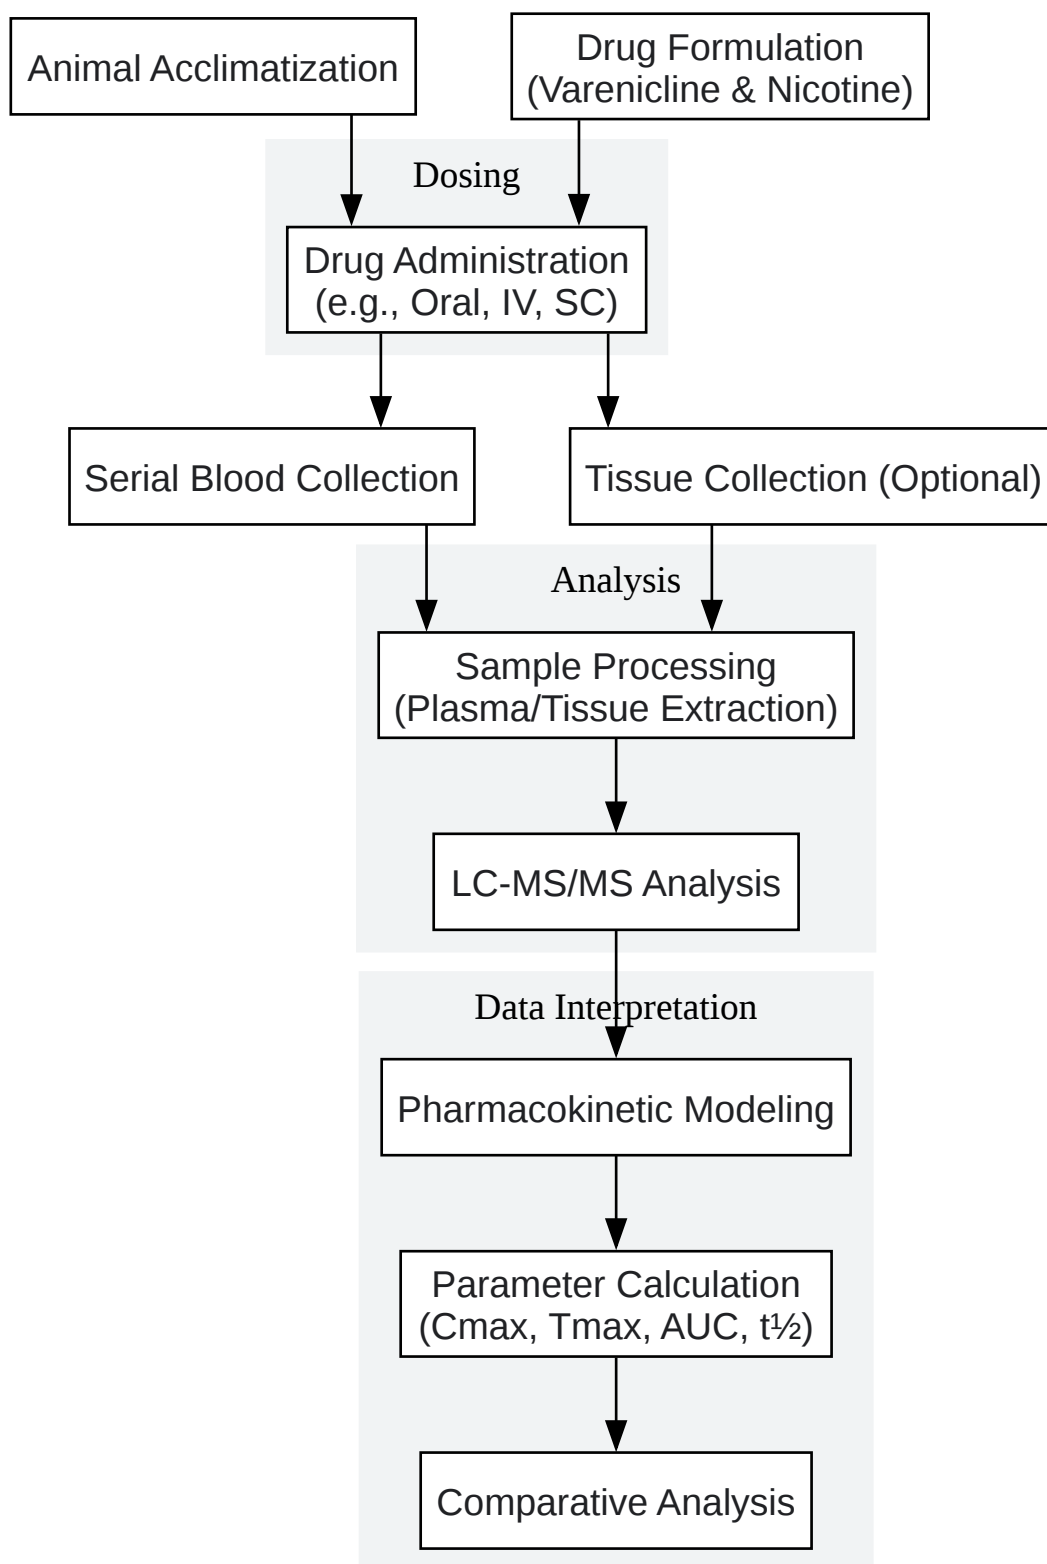 Animal Acclimatization
Drug Formulation
(Varenicline & Nicotine)
Dosing
Drug Administration
(e.g., Oral, IV, SC)
Serial Blood Collection
Tissue Collection (Optional)
Analysis
Sample Processing
(Plasma/Tissue Extraction)
LC-MS/MS Analysis
Data Interpretation
Pharmacokinetic Modeling
Parameter Calculation
(Cmax, Tmax, AUC, t½)
Comparative Analysis